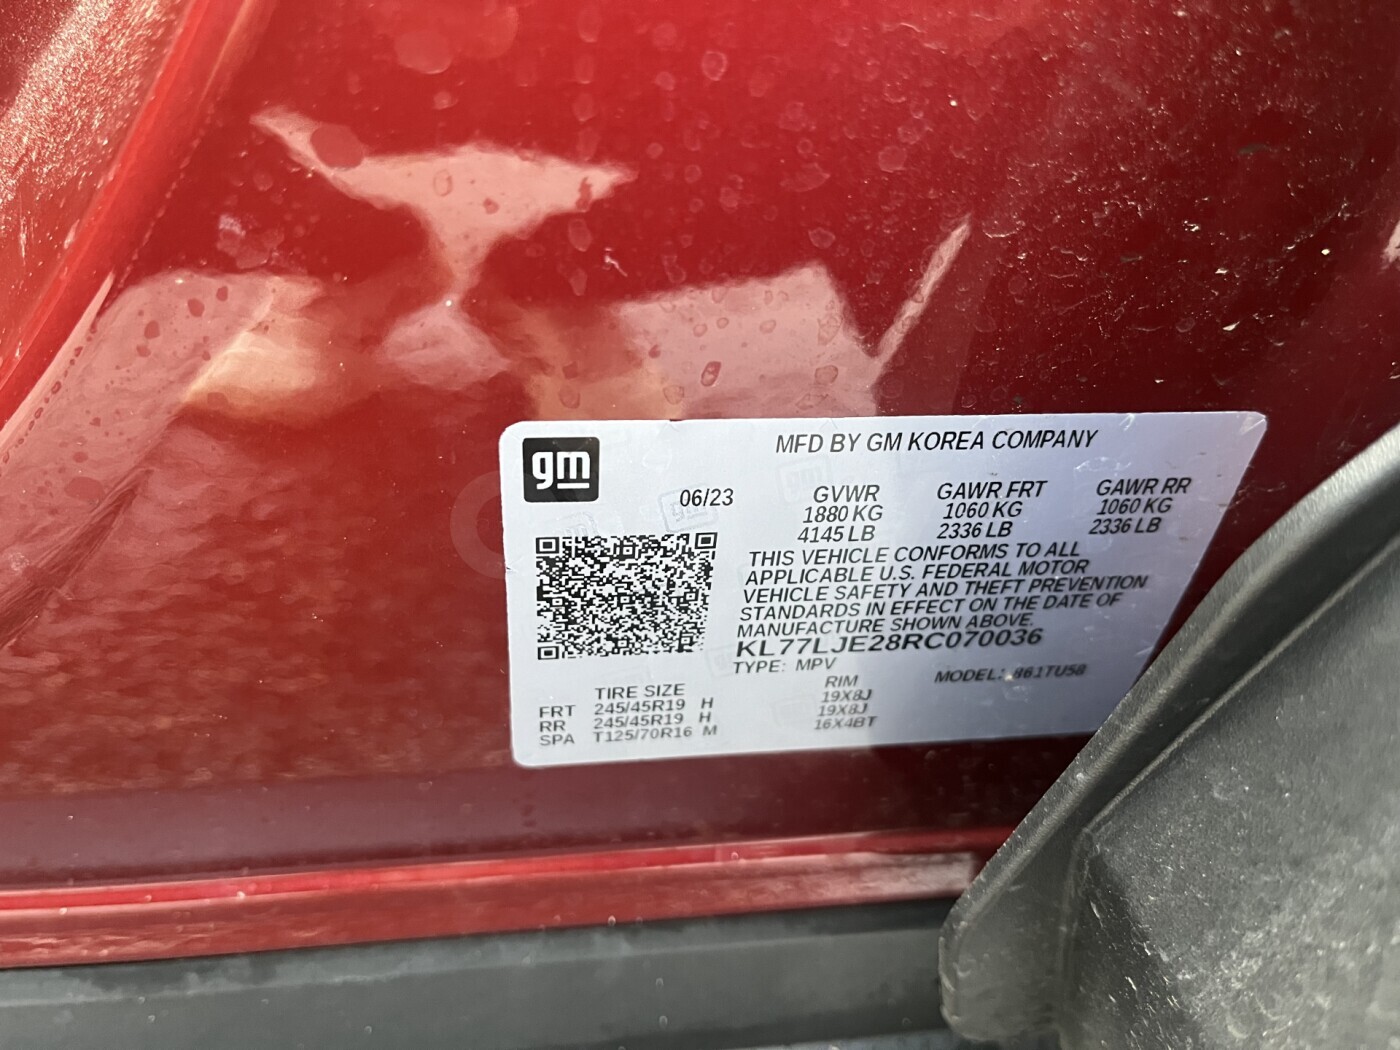 gm
MFD BY GM KOREA COMPANY
06/23
GVWR GAWR FRT GAWR RR
1880 KG 1060 KG 1060 KG
4145 LB 2336 LB 2336 LB
THIS VEHICLE CONFORMS TO ALL
APPLICABLE U.S. FEDERAL MOTOR
VEHICLE SAFETY AND THEFT PREVENTION
STANDARDS IN EFFECT ON THE DATE OF
MANUFACTURE SHOWN ABOVE.
KL77LJE28RC070036
TYPE: MPV MODEL: 861TU58
TIRE SIZE RIM
FRT 245/45R19 H 19X8J
RR 245/45R19 H 19X8J
SPA T125/70R16 M 16X4BT